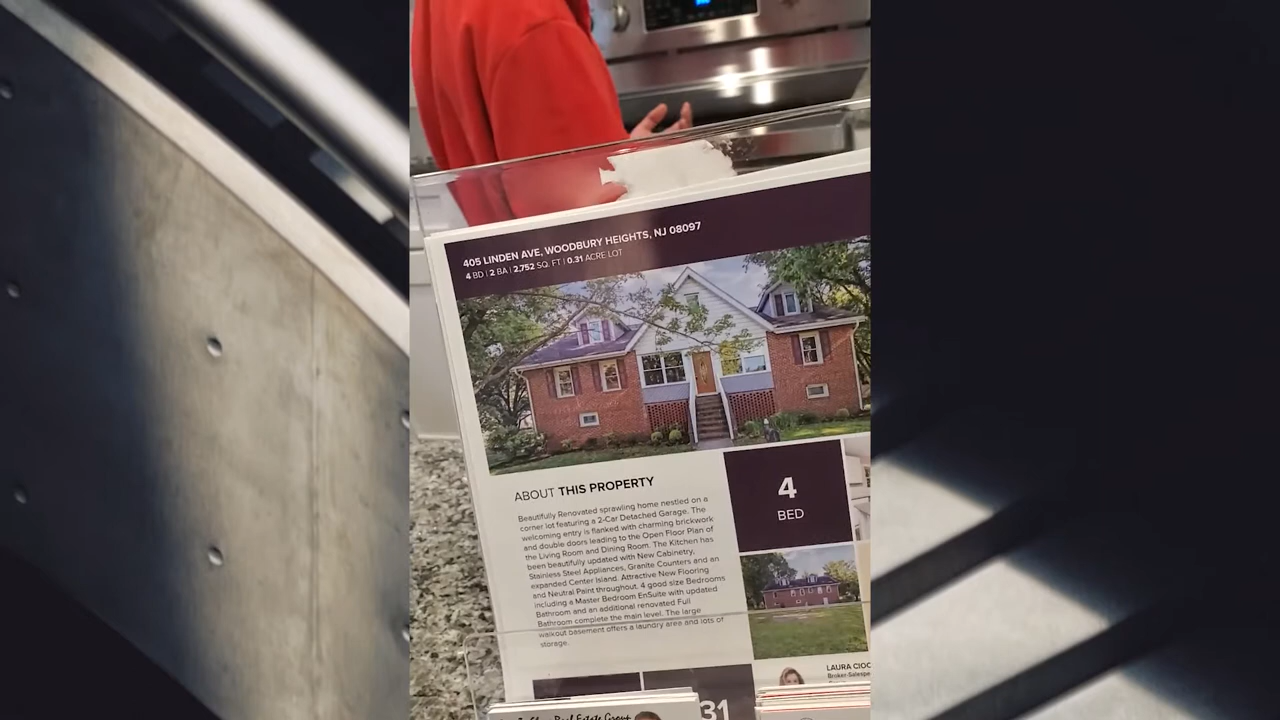 405 LINDEN AVE, WOODBURY HEIGHTS, NJ 08097
4 BD | 2 BA | 2,752 SQ. FT | 0.31 ACRE LOT
ABOUT THIS PROPERTY
Beautifully Renovated sprawling home nestled on a
corner lot featuring a 2-Car Detached Garage. The
welcoming entry is flanked with charming brickwork
and double doors leading to the Open Floor Plan of
the Living Room and Dining Room. The Kitchen has
been beautifully updated with New Cabinetry,
Stainless Steel Appliances, Granite Counters and an
expanded Center Island. Attractive New Flooring
and Neutral Paint throughout. 4 good size Bedrooms
including a Master Bedroom EnSuite with updated
Bathroom and an additional renovated Full
Bathroom complete the main level. The large
walkout basement offers a laundry area and lots of
storage.
4
BED
LAURA CIOC
Broker-Salespe
31
Real Estate Group